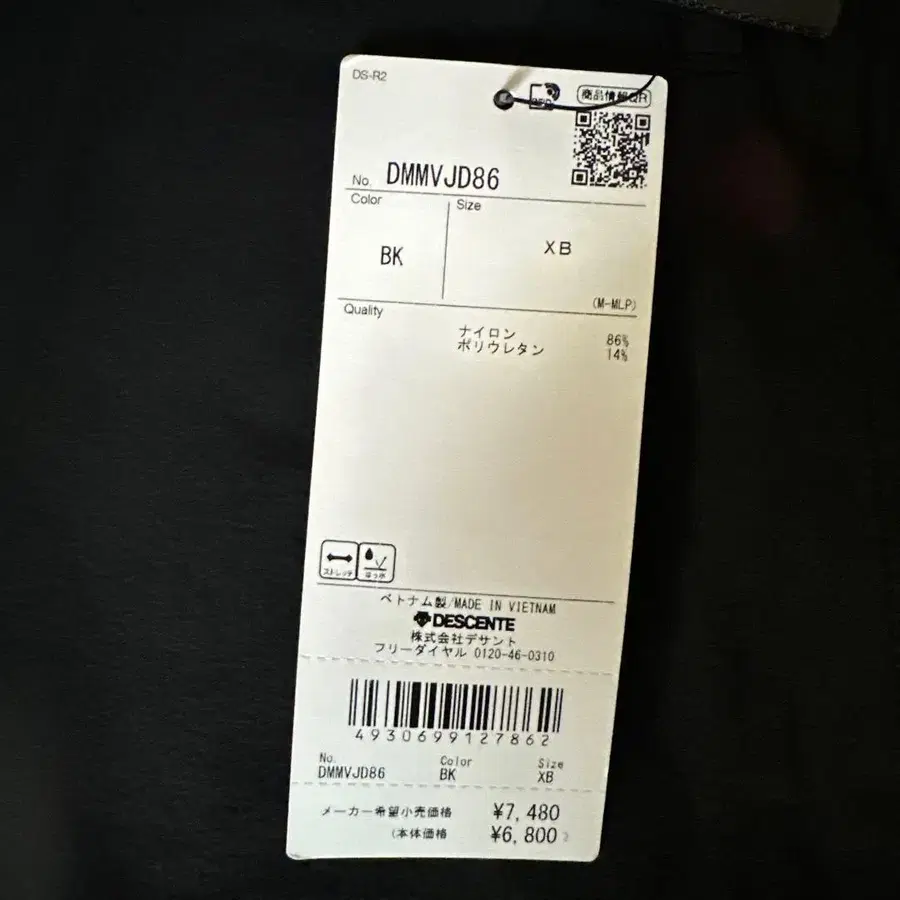 DS-R2
商品情報QR
No. DMMVJD86
Color
Size
BK
XB
(M-MLP)
Quality
ナイロン 86%
ポリウレタン 14%
ストレッチ
はっ水
ベトナム製/MADE IN VIETNAM
DESCENTE
株式会社デサント
フリーダイヤル 0120-46-0310
4930699127862
No. Color Size
DMMVJD86 BK XB
メーカー希望小売価格 ¥7,480
(本体価格 ¥6,800)